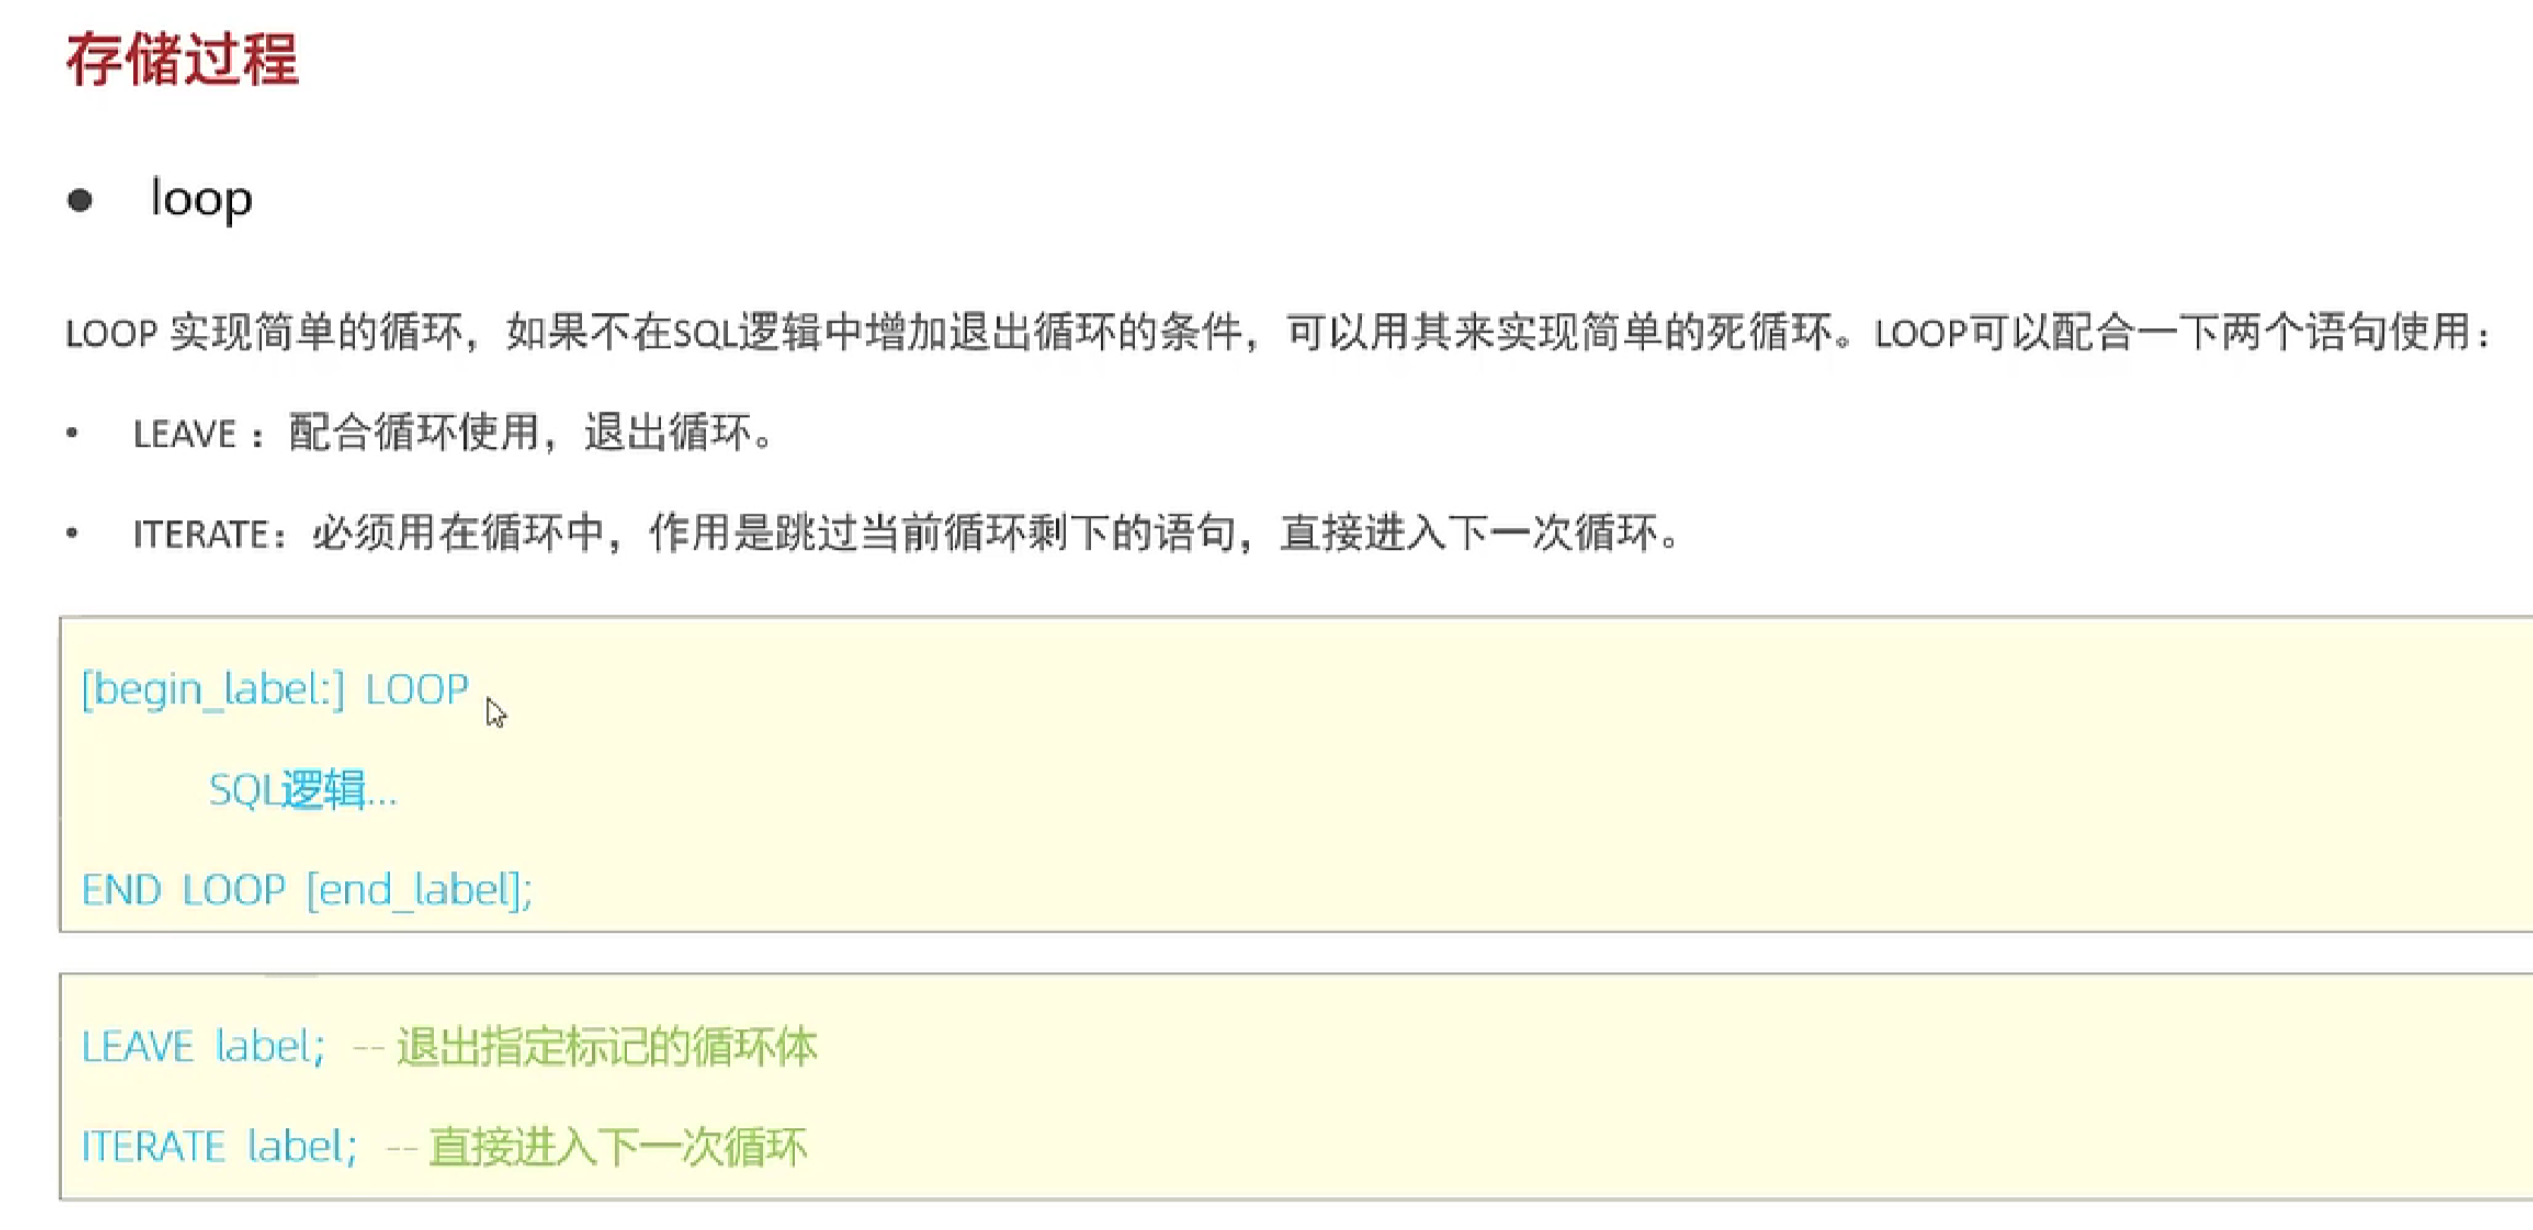 存储过程
● loop
LOOP 实现简单的循环，如果不在SQL逻辑中增加退出循环的条件，可以用其来实现简单的死循环。LOOP可以配合一下两个语句使用：
• LEAVE ：配合循环使用，退出循环。
• ITERATE：必须用在循环中，作用是跳过当前循环剩下的语句，直接进入下一次循环。
[begin_label:] LOOP
SQL逻辑...
END LOOP [end_label];
LEAVE label; -- 退出指定标记的循环体
ITERATE label; -- 直接进入下一次循环